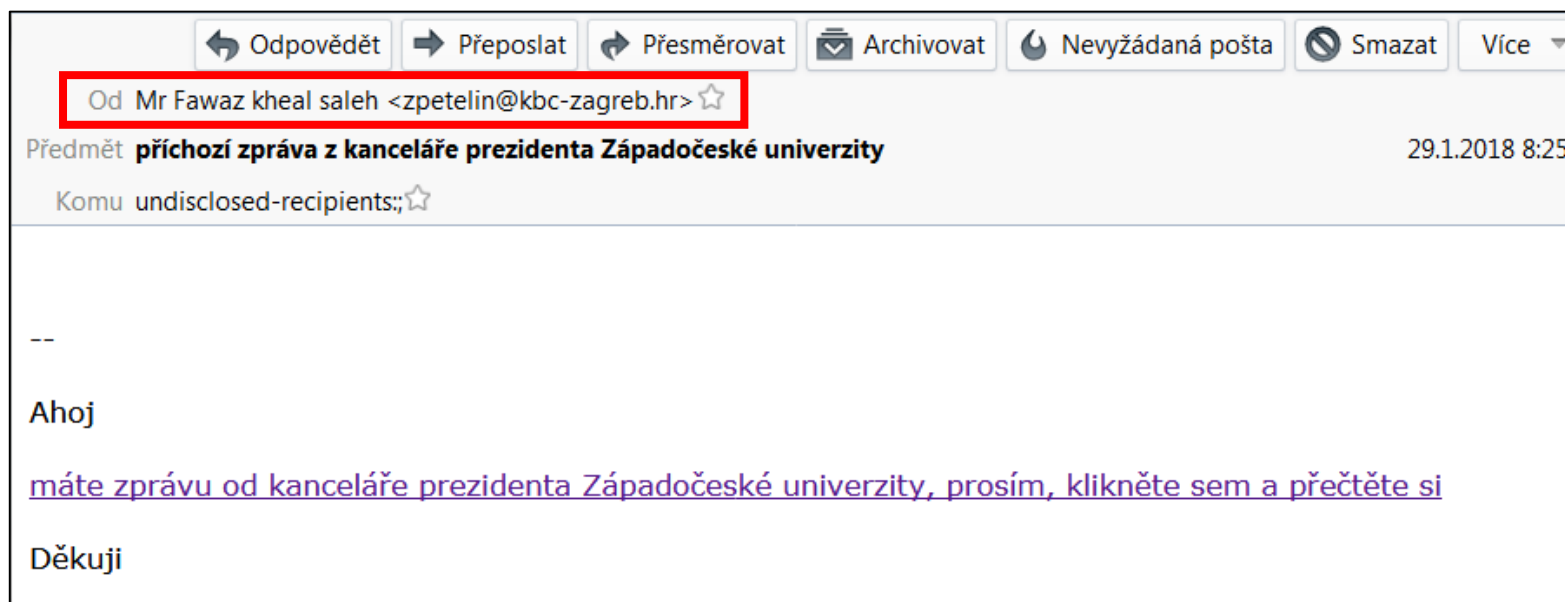 Odpovědět Přeposlat Přesměrovat Archivovat Nevyžádaná pošta Smazat Více
Od Mr Fawaz kheal saleh <zpetelin@kbc-zagreb.hr>
Předmět příchozí zpráva z kanceláře prezidenta Západočeské univerzity 29.1.2018 8:25
Komu undisclosed-recipients:;
--
Ahoj
máte zprávu od kanceláře prezidenta Západočeské univerzity, prosím, klikněte sem a přečtěte si
Děkuji